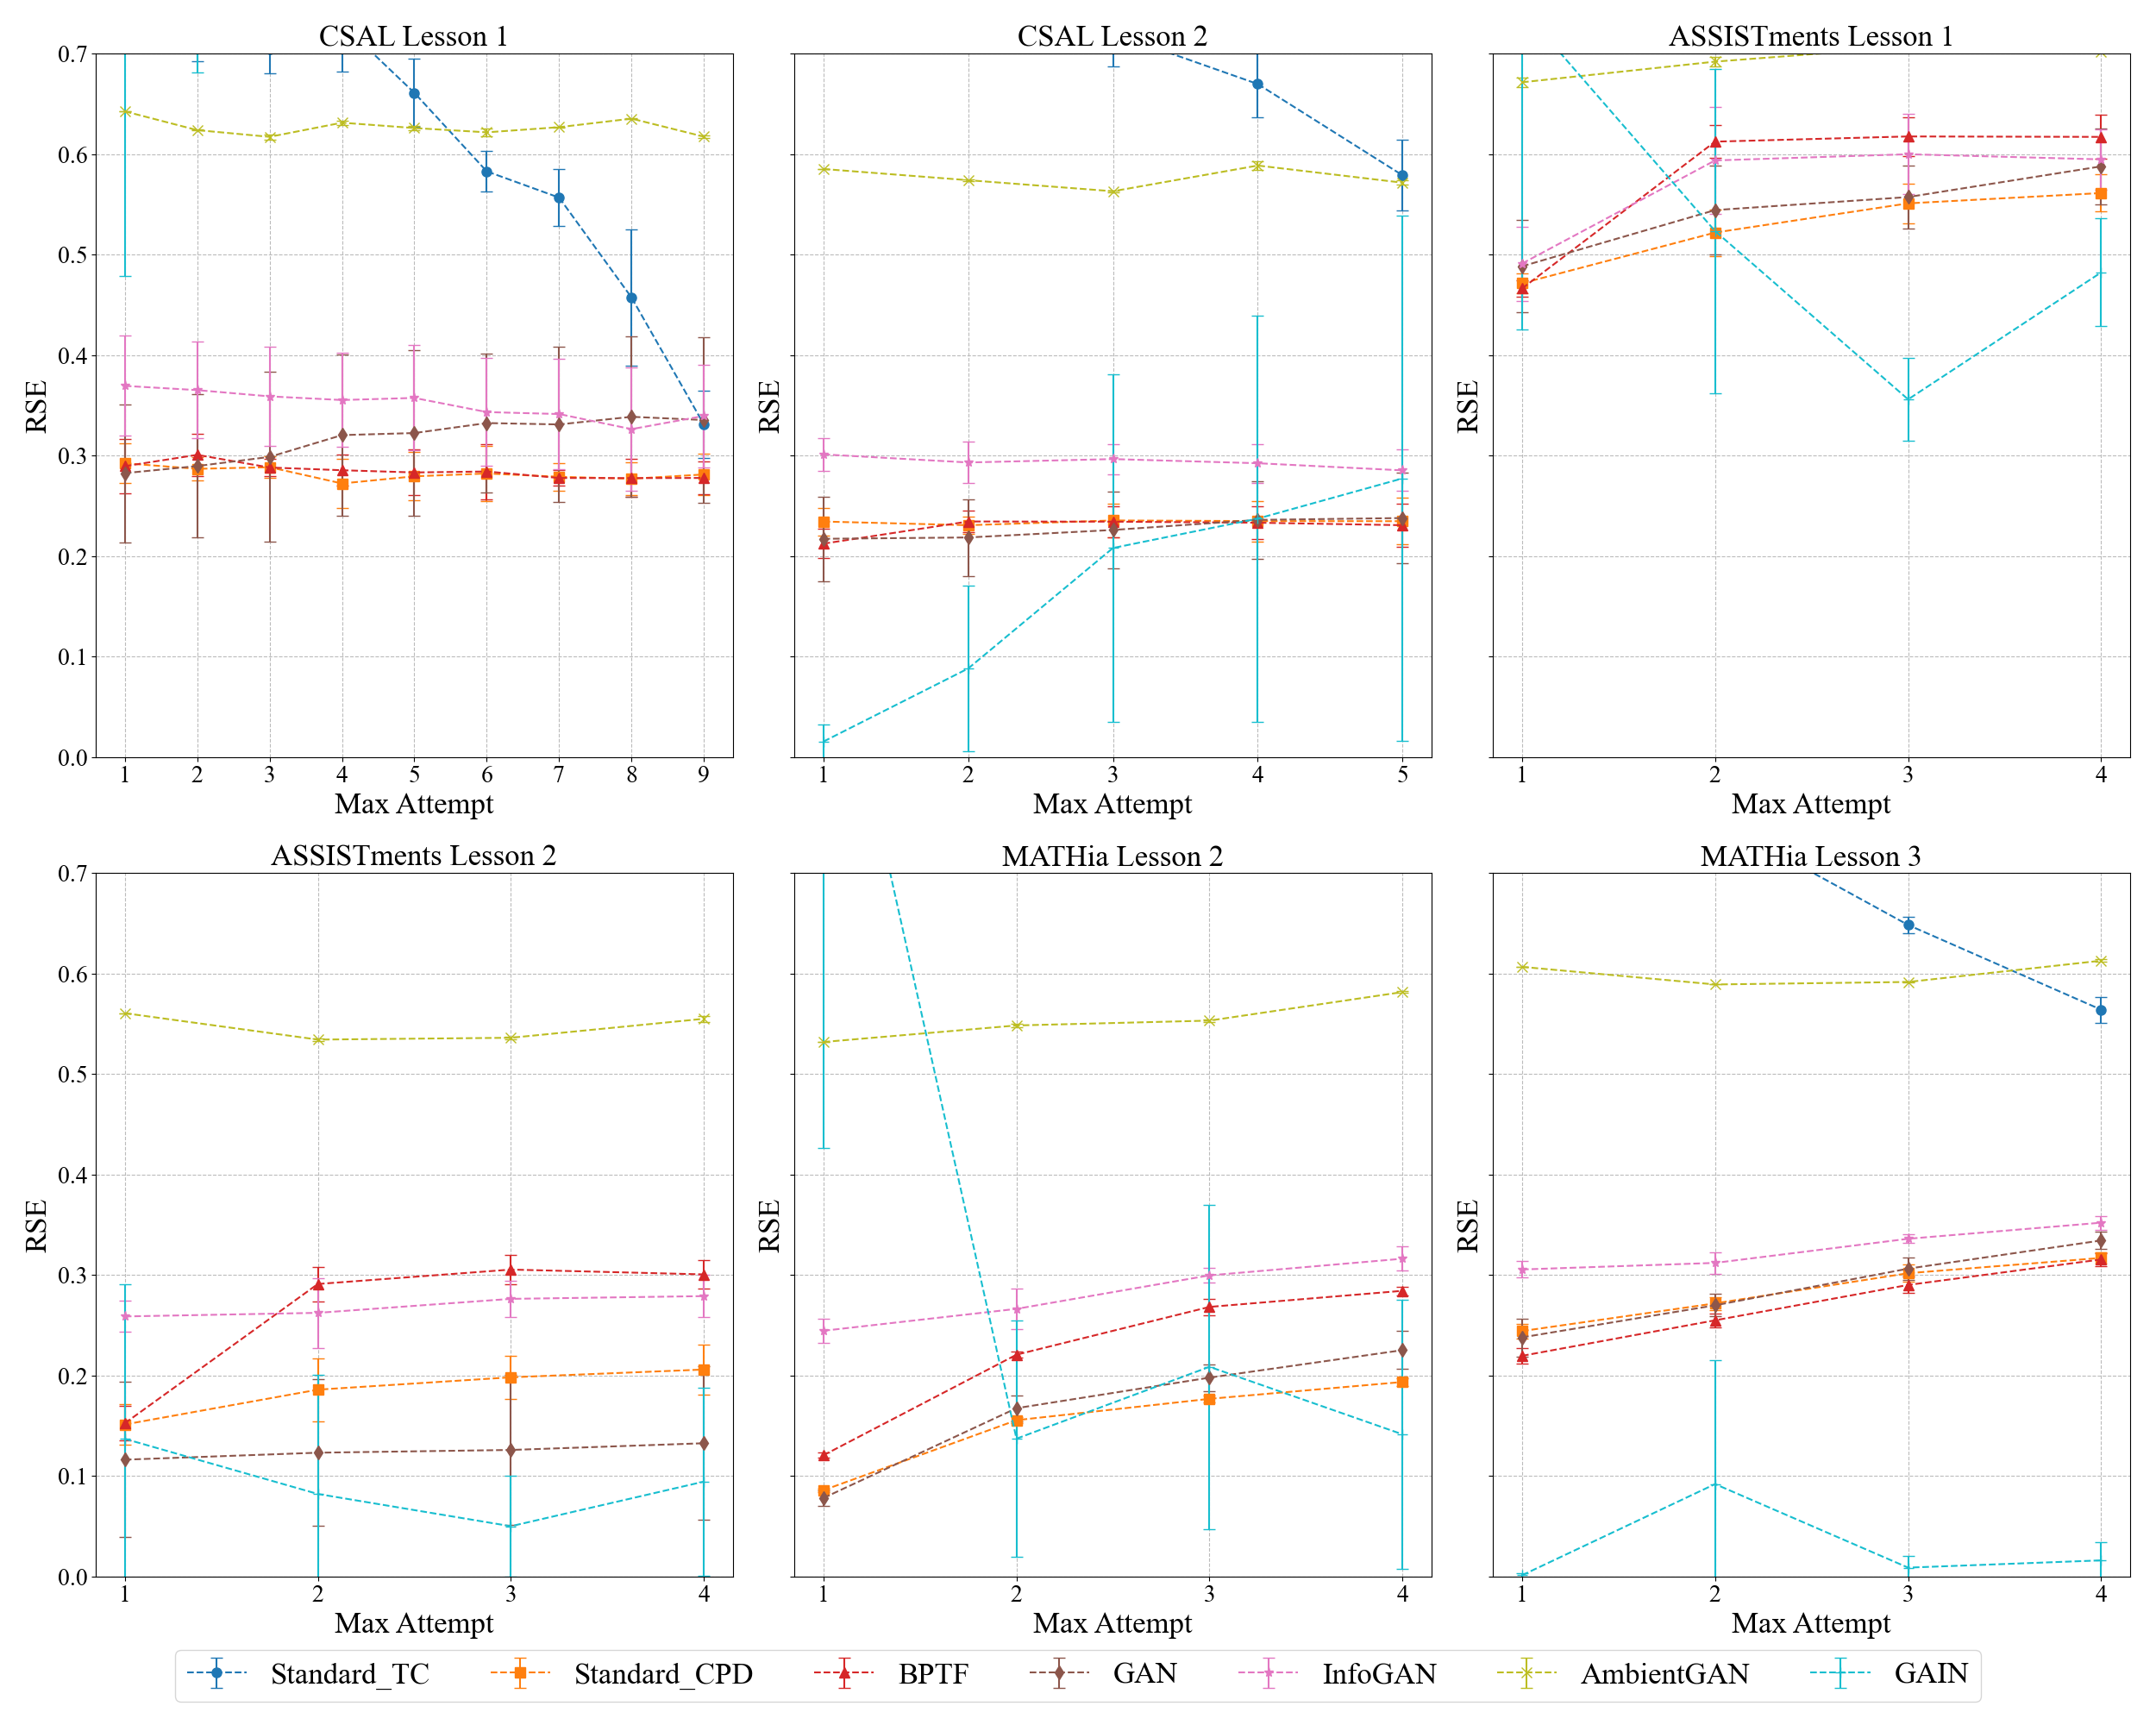 CSAL Lesson 1
CSAL Lesson 2
ASSISTments Lesson 1
0.7
0.6
0.5
0.4
0.3
0.2
0.1
0.0
RSE
RSE
RSE
1 2 3 4 5 6 7 8 9
1 2 3 4 5
1 2 3 4
Max Attempt
Max Attempt
Max Attempt
ASSISTments Lesson 2
MATHia Lesson 2
MATHia Lesson 3
0.7
0.6
0.5
0.4
0.3
0.2
0.1
0.0
RSE
RSE
RSE
1 2 3 4
1 2 3 4
1 2 3 4
Max Attempt
Max Attempt
Max Attempt
Standard_TC Standard_CPD BPTF GAN InfoGAN AmbientGAN GAIN